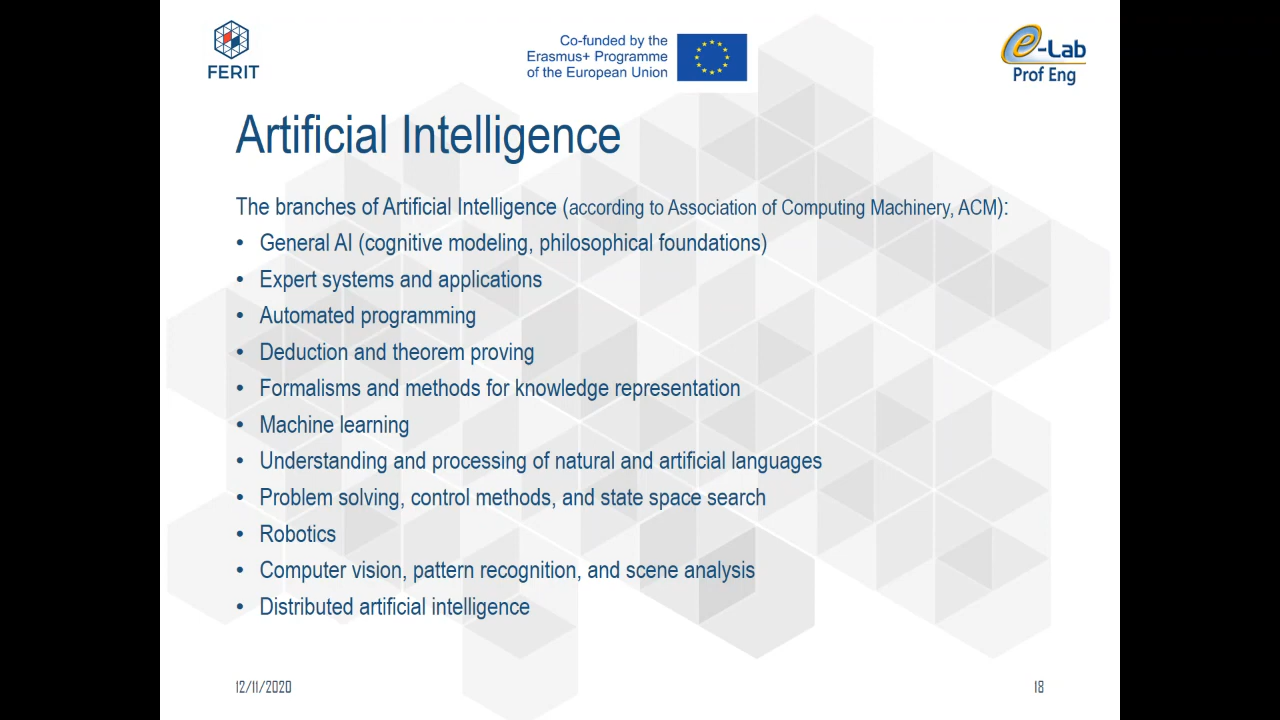 FERIT
Co-funded by the
Erasmus+ Programme
of the European Union
e-Lab
Prof Eng
Artificial Intelligence
The branches of Artificial Intelligence (according to Association of Computing Machinery, ACM):
• General AI (cognitive modeling, philosophical foundations)
• Expert systems and applications
• Automated programming
• Deduction and theorem proving
• Formalisms and methods for knowledge representation
• Machine learning
• Understanding and processing of natural and artificial languages
• Problem solving, control methods, and state space search
• Robotics
• Computer vision, pattern recognition, and scene analysis
• Distributed artificial intelligence
12/11/2020
18